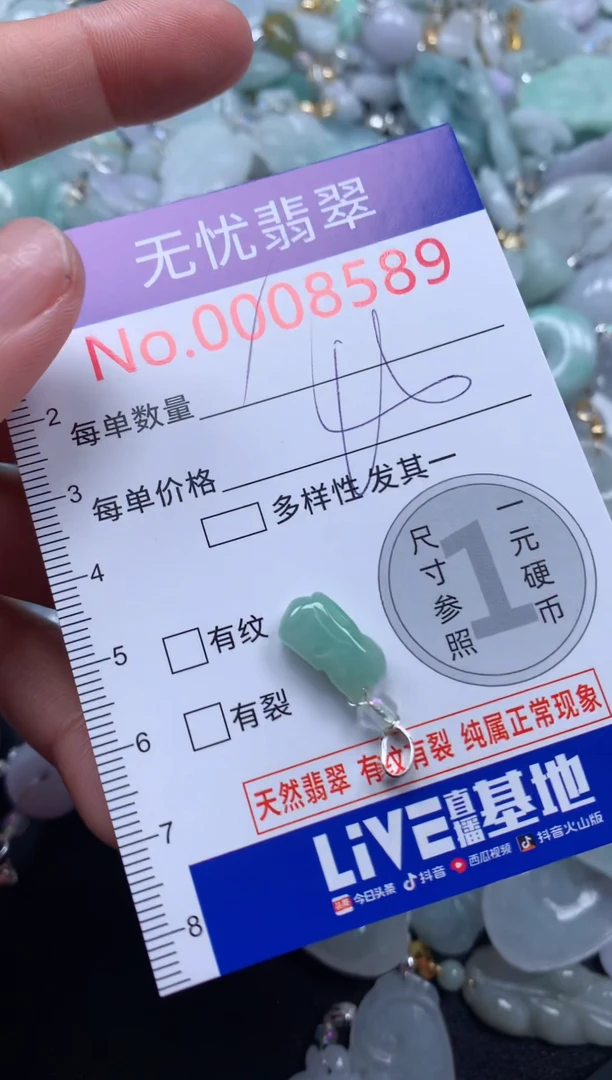 无忧翡翠
No.0008589
每单数量
每单价格
多样性 发其一
一元硬币
1
尺寸参照
有纹
有裂
天然翡翠 有纹有裂 纯属正常现象
LiVE直播基地
头条 今日头条 抖音 西瓜视频 抖音火山版
2
3
4
5
6
7
8